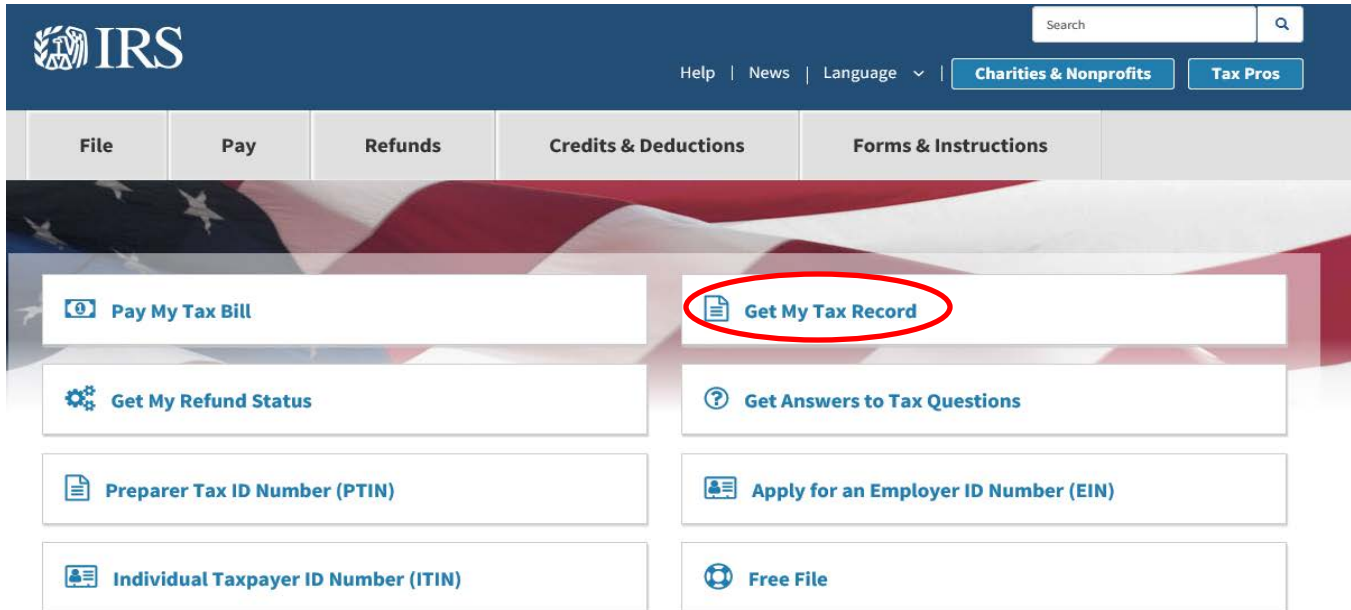 IRS
Search
Help | News | Language | Charities & Nonprofits Tax Pros
File Pay Refunds Credits & Deductions Forms & Instructions
Pay My Tax Bill Get My Tax Record
Get My Refund Status Get Answers to Tax Questions
Preparer Tax ID Number (PTIN) Apply for an Employer ID Number (EIN)
Individual Taxpayer ID Number (ITIN) Free File